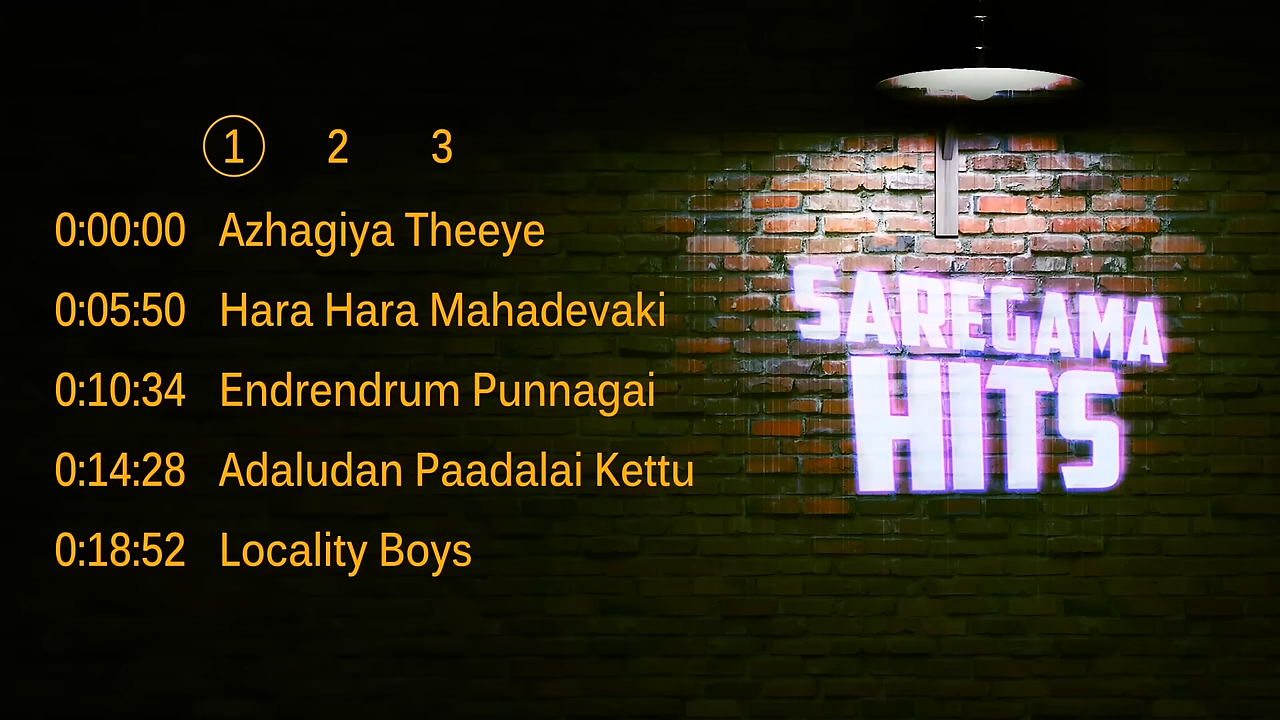 1 2 3
0:00:00 Azhagiya Theeye
0:05:50 Hara Hara Mahadevaki
0:10:34 Endrendrum Punnagai
0:14:28 Adaludan Paadalai Kettu
0:18:52 Locality Boys
SAREGAMA
HITS